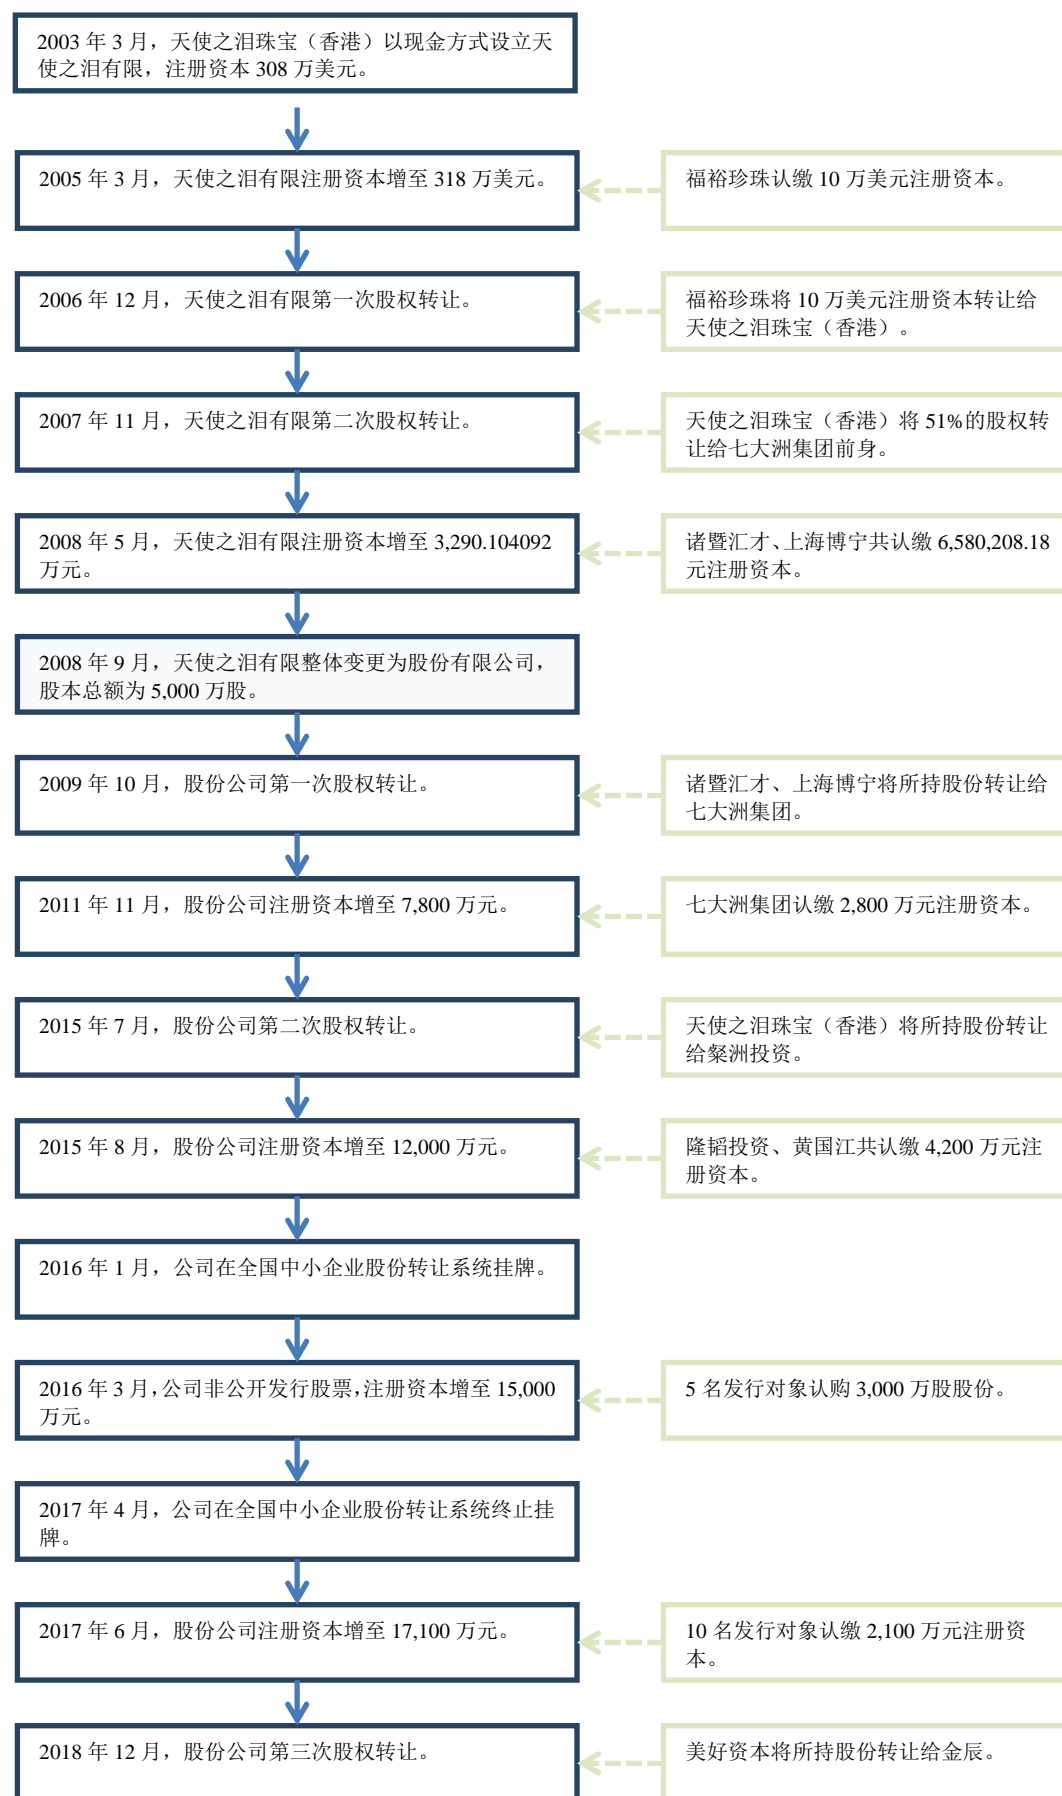 2003 年 3 月，天使之泪珠宝（香港）以现金方式设立天
使之泪有限，注册资本 308 万美元。
2005 年 3 月，天使之泪有限注册资本增至 318 万美元。
福裕珍珠认缴 10 万美元注册资本。
2006 年 12 月，天使之泪有限第一次股权转让。
福裕珍珠将 10 万美元注册资本转让给
天使之泪珠宝（香港）。
2007 年 11 月，天使之泪有限第二次股权转让。
天使之泪珠宝（香港）将 51%的股权转
让给七大洲集团前身。
2008 年 5 月，天使之泪有限注册资本增至 3,290.104092
万元。
诸暨汇才、上海博宁共认缴 6,580,208.18
元注册资本。
2008 年 9 月，天使之泪有限整体变更为股份有限公司，
股本总额为 5,000 万股。
2009 年 10 月，股份公司第一次股权转让。
诸暨汇才、上海博宁将所持股份转让给
七大洲集团。
2011 年 11 月，股份公司注册资本增至 7,800 万元。
七大洲集团认缴 2,800 万元注册资本。
2015 年 7 月，股份公司第二次股权转让。
天使之泪珠宝（香港）将所持股份转让
给粲洲投资。
2015 年 8 月，股份公司注册资本增至 12,000 万元。
隆韬投资、黄国江共认缴 4,200 万元注
册资本。
2016 年 1 月，公司在全国中小企业股份转让系统挂牌。
2016 年 3 月，公司非公开发行股票，注册资本增至 15,000
万元。
5 名发行对象认购 3,000 万股股份。
2017 年 4 月，公司在全国中小企业股份转让系统终止挂
牌。
2017 年 6 月，股份公司注册资本增至 17,100 万元。
10 名发行对象认缴 2,100 万元注册资
本。
2018 年 12 月，股份公司第三次股权转让。
美好资本将所持股份转让给金辰。